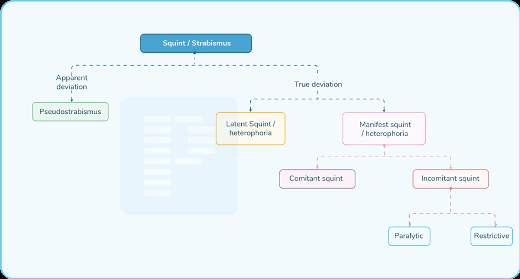 Squint / Strabismus
Apparent
deviation
True deviation
Pseudostrabismus
Latent Squint /
heterophoria
Manifest squint
/ heterophoria
Comitant squint
Incomitant squint
Paralytic
Restrictive